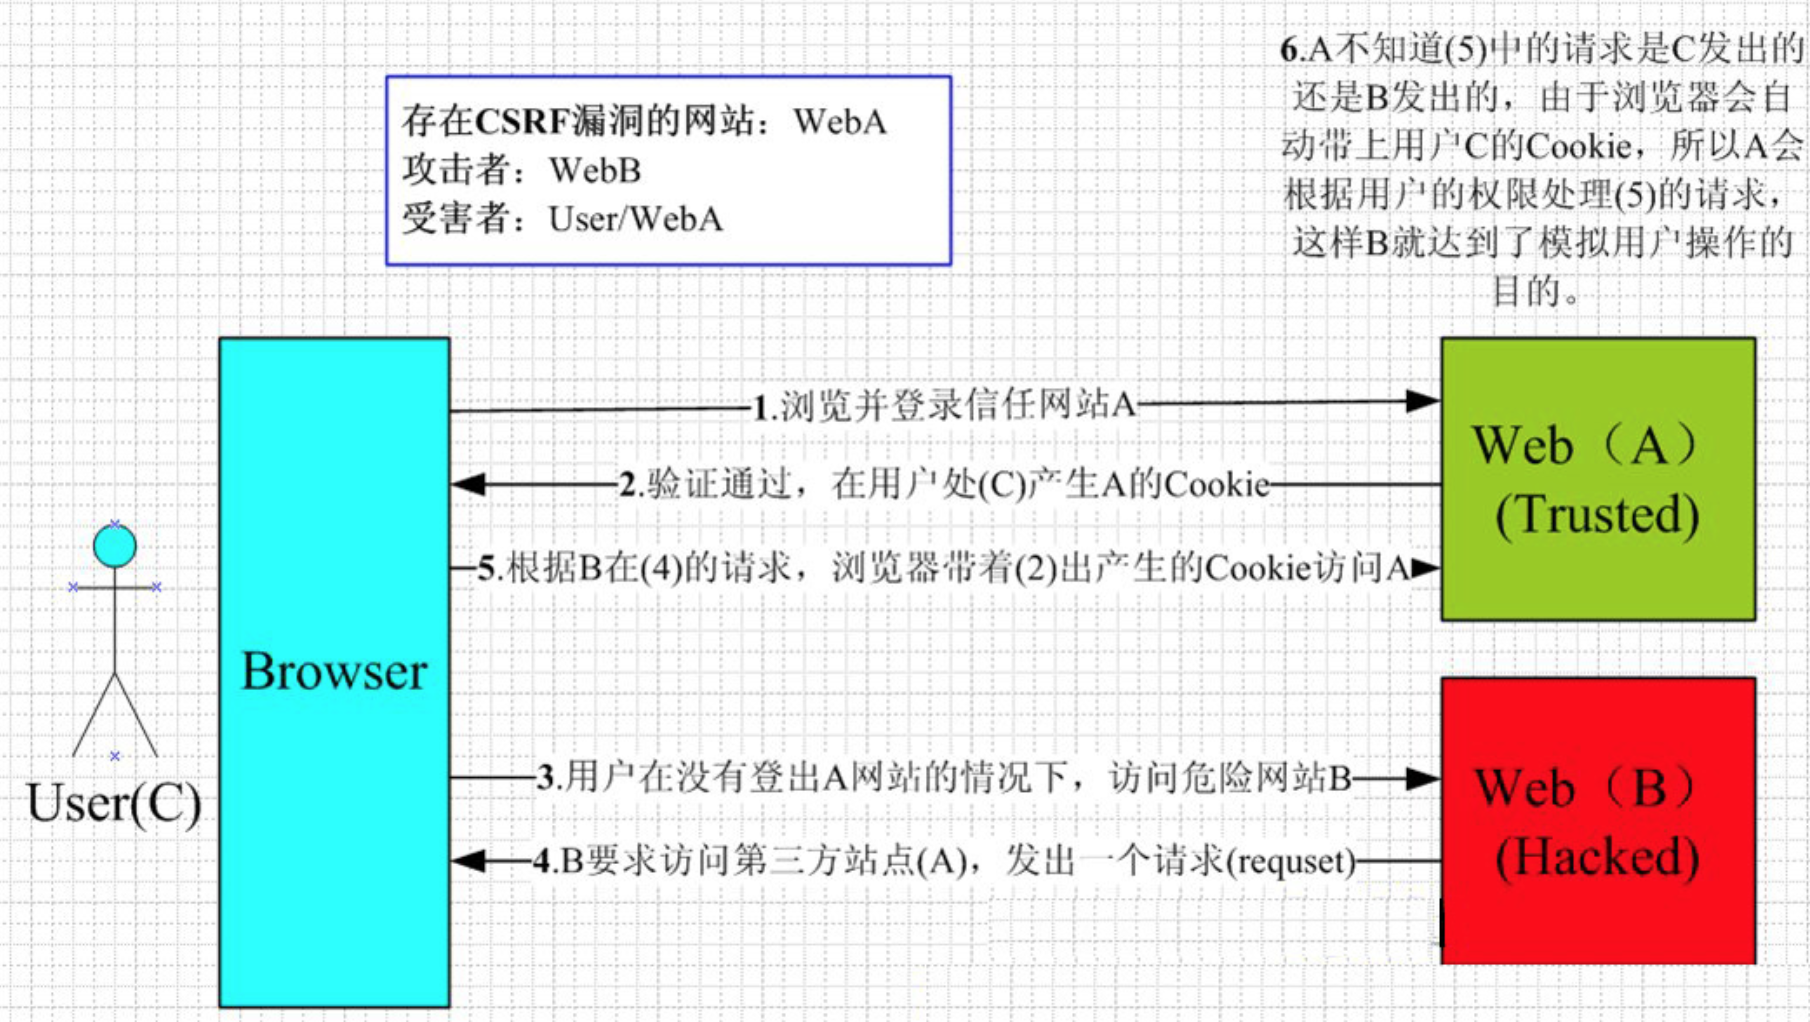 存在CSRF漏洞的网站：WebA
攻击者：WebB
受害者：User/WebA
6.A不知道(5)中的请求是C发出的
还是B发出的，由于浏览器会自
动带上用户C的Cookie，所以A会
根据用户的权限处理(5)的请求，
这样B就达到了模拟用户操作的
目的。
1.浏览并登录信任网站A
2.验证通过，在用户处(C)产生A的Cookie
5.根据B在(4)的请求，浏览器带着(2)出产生的Cookie访问A
Web（A）
(Trusted)
Browser
User(C)
3.用户在没有登出A网站的情况下，访问危险网站B
4.B要求访问第三方站点(A)，发出一个请求(requset)
Web（B）
(Hacked)